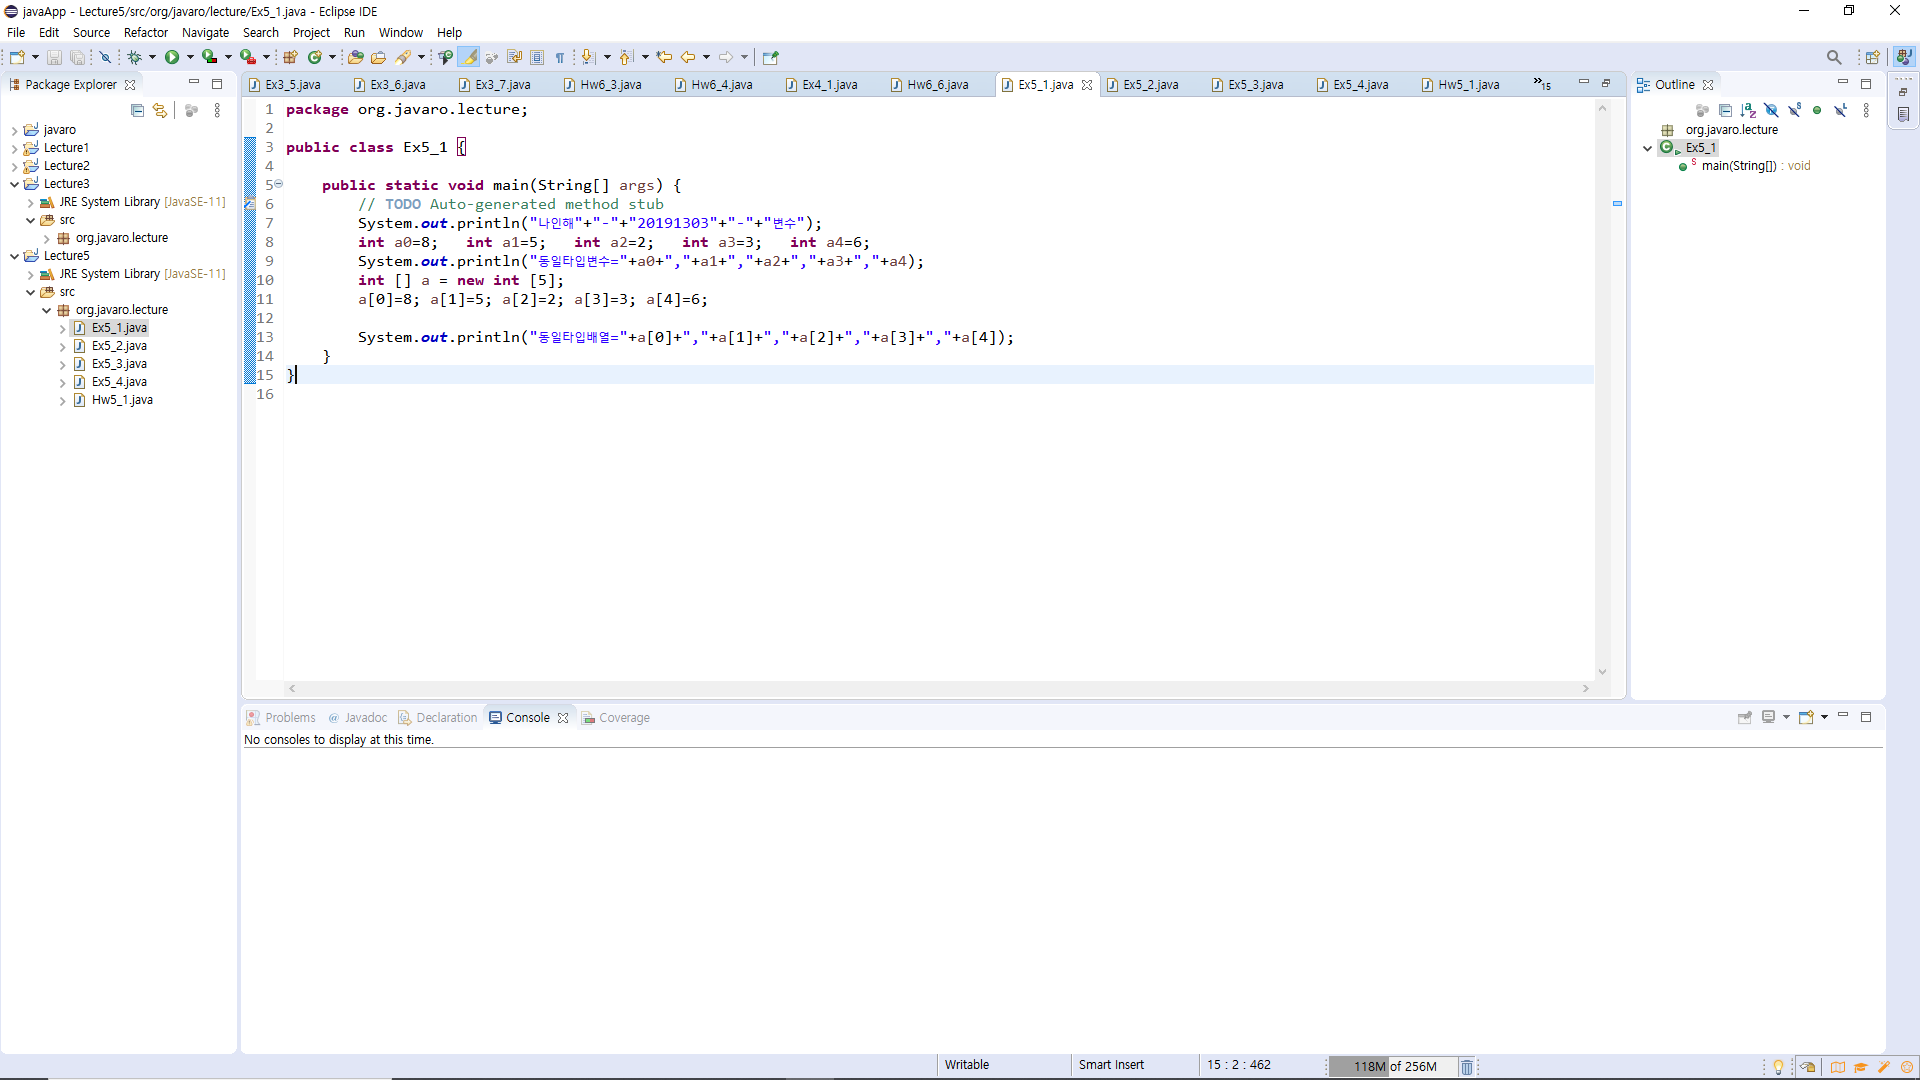 javaApp - Lecture5/src/org/javaro/lecture/Ex5_1.java - Eclipse IDE
File Edit Source Refactor Navigate Search Project Run Window Help
Package Explorer
javaro
Lecture1
Lecture2
Lecture3
JRE System Library [JavaSE-11]
src
org.javaro.lecture
Lecture5
JRE System Library [JavaSE-11]
src
org.javaro.lecture
Ex5_1.java
Ex5_2.java
Ex5_3.java
Ex5_4.java
Hw5_1.java
Ex3_5.java Ex3_6.java Ex3_7.java Hw6_3.java Hw6_4.java Ex4_1.java Hw6_6.java Ex5_1.java Ex5_2.java Ex5_3.java Ex5_4.java Hw5_1.java »15
1 package org.javaro.lecture;
2
3 public class Ex5_1 {
4
5 public static void main(String[] args) {
6 // TODO Auto-generated method stub
7 System.out.println("나인해"+"-"+"20191303"+"-"+"변수");
8 int a0=8; int a1=5; int a2=2; int a3=3; int a4=6;
9 System.out.println("동일타입변수="+a0+","+a1+","+a2+","+a3+","+a4);
10 int [] a = new int [5];
11 a[0]=8; a[1]=5; a[2]=2; a[3]=3; a[4]=6;
12
13 System.out.println("동일타입배열="+a[0]+","+a[1]+","+a[2]+","+a[3]+","+a[4]);
14 }
15 }
16
Outline
org.javaro.lecture
Ex5_1
main(String[]) : void
Problems @ Javadoc Declaration Console Coverage
No consoles to display at this time.
Writable Smart Insert 15 : 2 : 462 118M of 256M